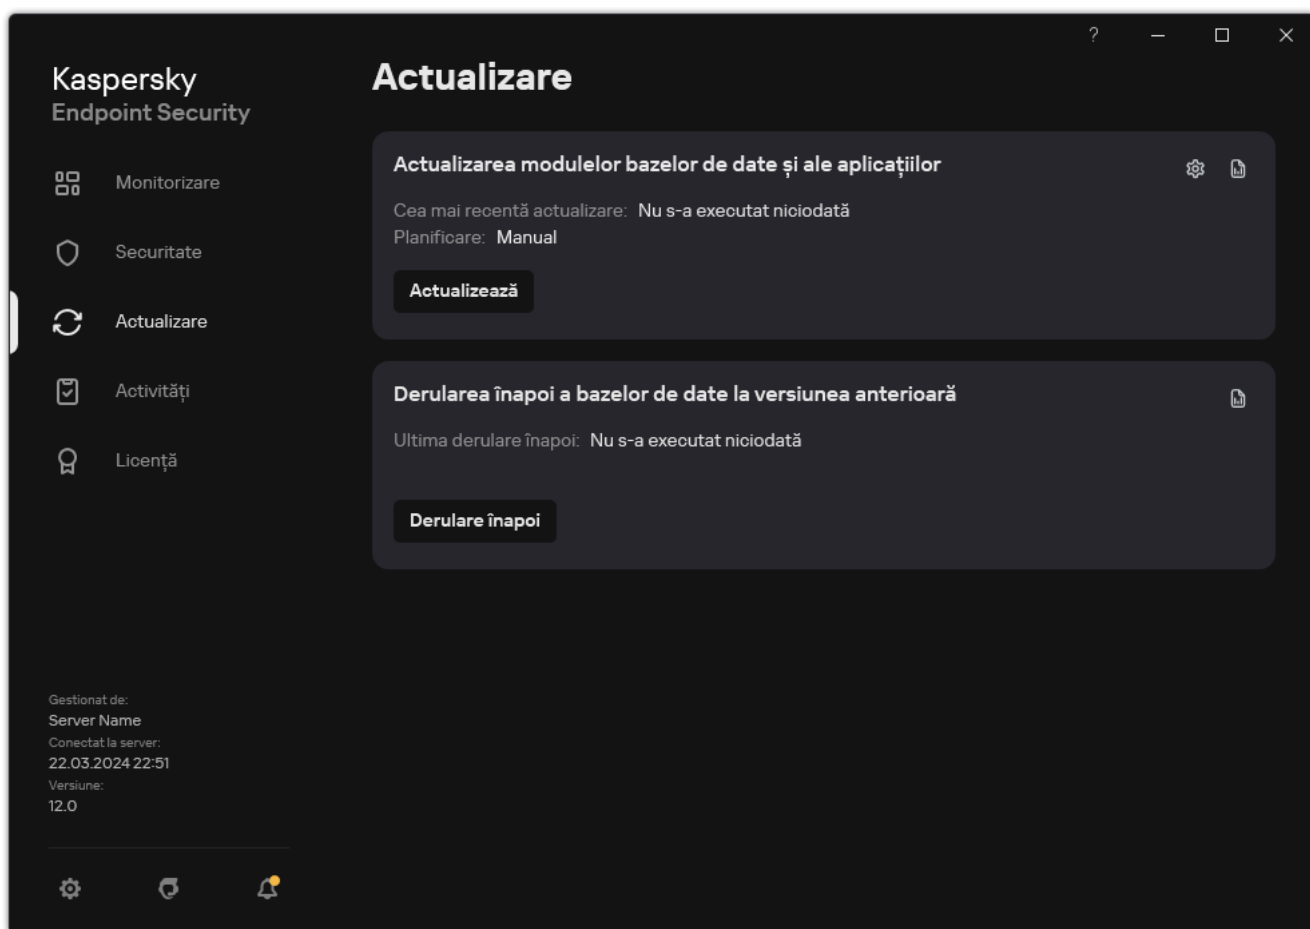 ?
Kaspersky
Endpoint Security
Monitorizare
Securitate
Actualizare
Activități
Licență
Gestionat de:
Server Name
Conectat la server:
22.03.2024 22:51
Versiune:
12.0
Actualizare
Actualizarea modulelor bazelor de date și ale aplicațiilor
Cea mai recentă actualizare: Nu s-a executat niciodată
Planificare: Manual
Actualizează
Derularea înapoi a bazelor de date la versiunea anterioară
Ultima derulare înapoi: Nu s-a executat niciodată
Derulare înapoi